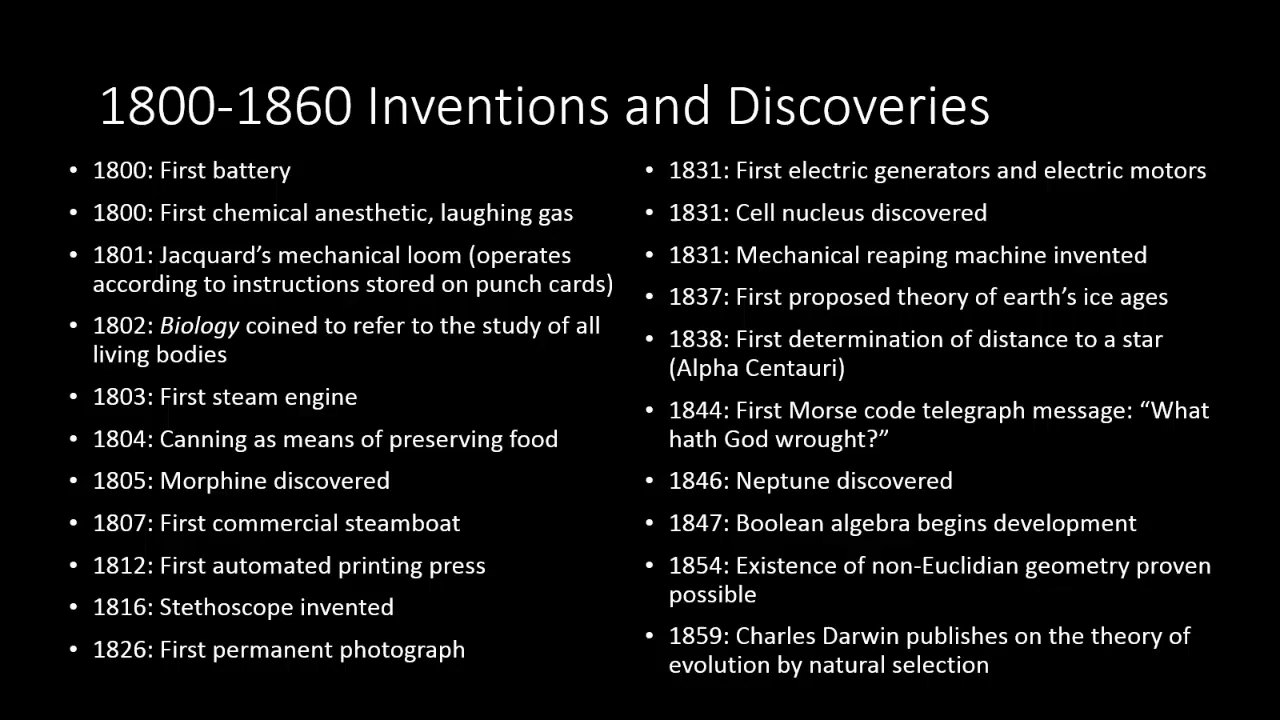 1800-1860 Inventions and Discoveries
• 1800: First battery
• 1800: First chemical anesthetic, laughing gas
• 1801: Jacquard’s mechanical loom (operates
according to instructions stored on punch cards)
• 1802: Biology coined to refer to the study of all
living bodies
• 1803: First steam engine
• 1804: Canning as means of preserving food
• 1805: Morphine discovered
• 1807: First commercial steamboat
• 1812: First automated printing press
• 1816: Stethoscope invented
• 1826: First permanent photograph
• 1831: First electric generators and electric motors
• 1831: Cell nucleus discovered
• 1831: Mechanical reaping machine invented
• 1837: First proposed theory of earth’s ice ages
• 1838: First determination of distance to a star
(Alpha Centauri)
• 1844: First Morse code telegraph message: “What
hath God wrought?”
• 1846: Neptune discovered
• 1847: Boolean algebra begins development
• 1854: Existence of non-Euclidian geometry proven
possible
• 1859: Charles Darwin publishes on the theory of
evolution by natural selection